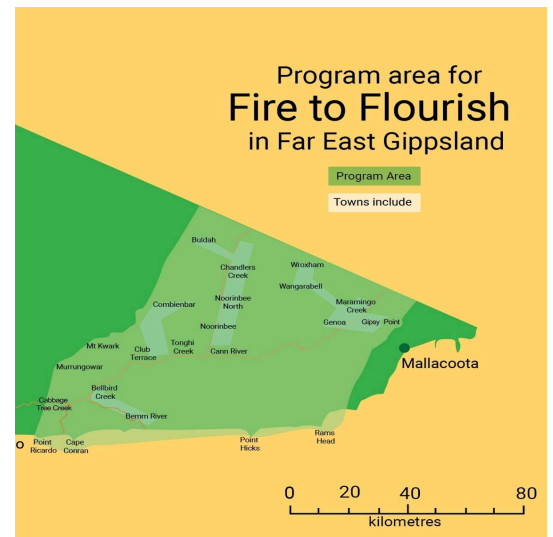 Program area for
Fire to Flourish
in Far East Gippsland
Program Area
Towns include
Buldah
Chandlers
Creek
Wroxham
Wangarabell
Combienbar
Noorinbee
North
Maramingo
Creek
Genoa
Gipsy Point
Noorinbee
Tonghi
Creek
Cann River
Club
Terrace
Mt Kwark
Mallacoota
Murrungowar
Bellbird
Creek
Cabbage
Tree Creek
Bemm River
Rams
Head
o
Point
Ricardo
Cape
Conran
Point
Hicks
0 20 40 80
kilometres